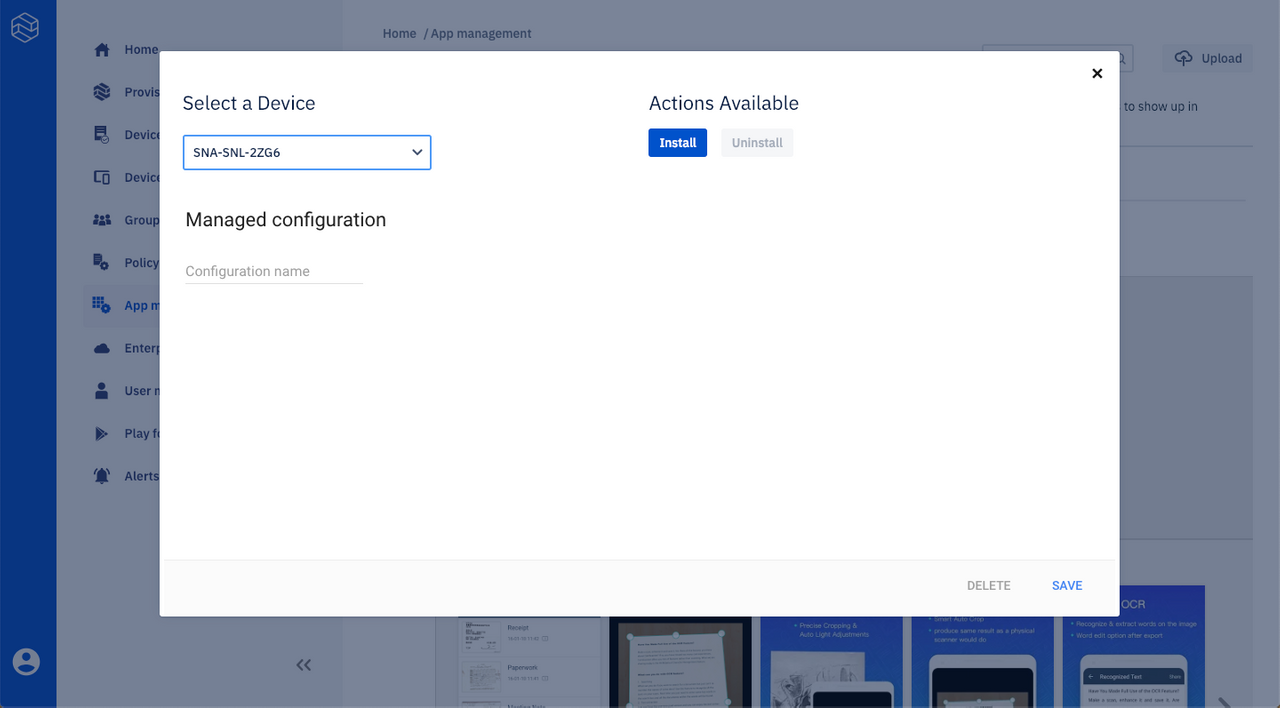 Home / App management
Home
Provis
Device
Device
Group
Policy
App m
Enterp
User m
Play fo
Alerts
Upload
to show up in
Select a Device
SNA-SNL-2ZG6
Actions Available
Install
Uninstall
Managed configuration
Configuration name
DELETE
SAVE
Receipt
Paperwork
Meeting Note
• Precise Cropping &
Auto Light Adjustments
• Smart Auto Crop
• produce same result as a physical
scanner would do
OCR
• Recognize & extract words on the image
• Word edit option after export
Recognized Text